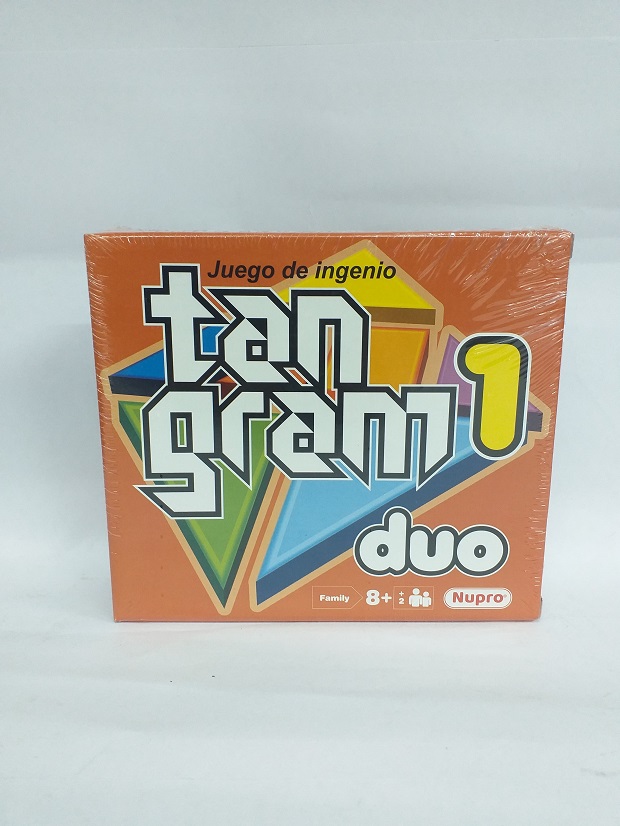 Juego de ingenio
tan
gram 1
duo
Family 8+ +2 Nupro®